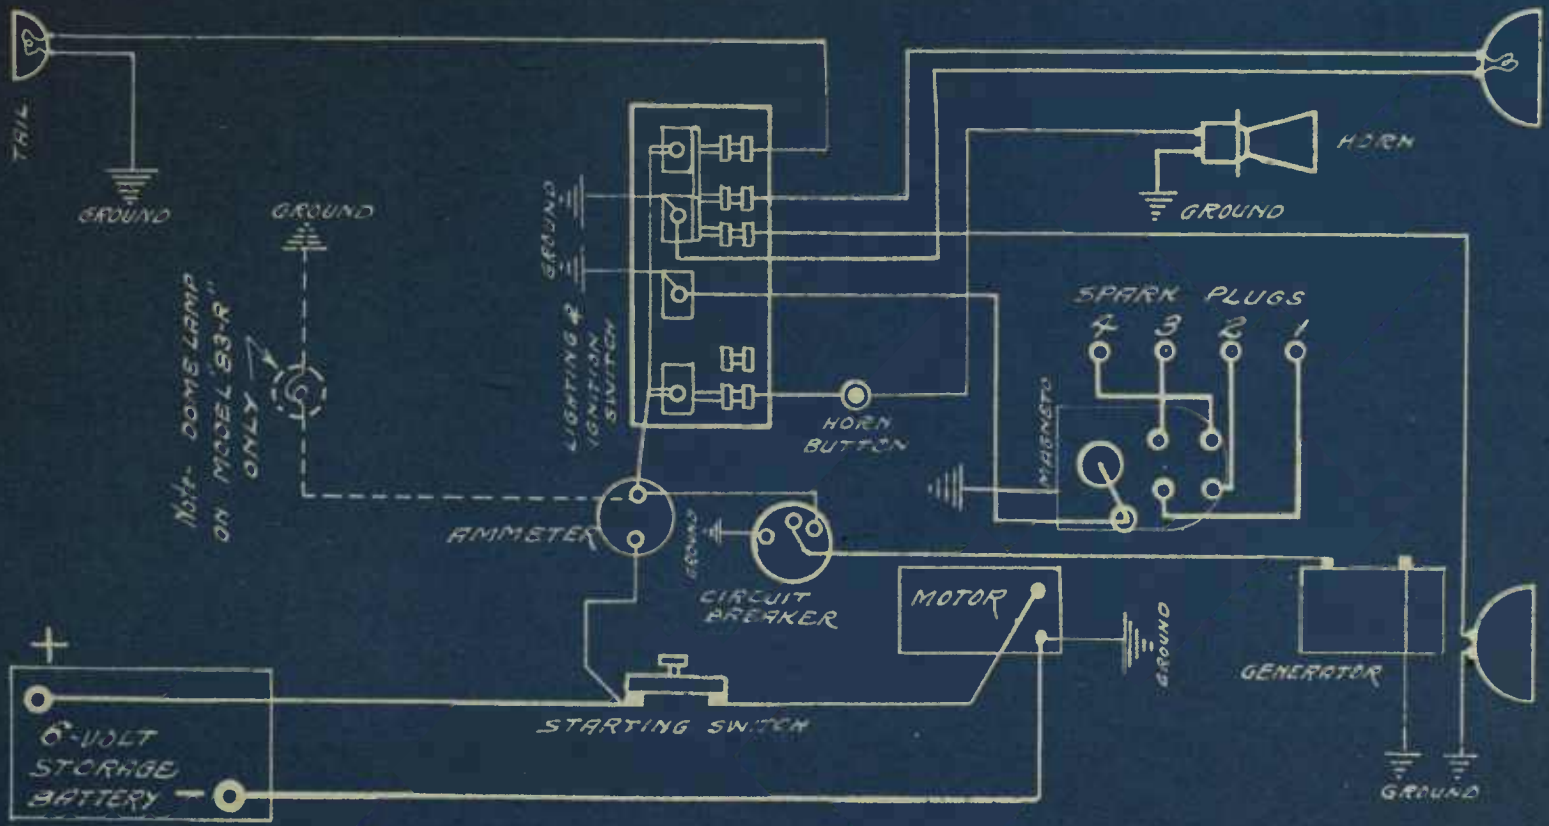 TAIL
GROUND
GROUND
Note - DOME LAMP
ON MODEL 83-R"
ONLY
GROUND
LIGHTING &
IGNITION
SWITCH
HORN
GROUND
SPARK PLUGS
4 3 2 1
MAGNETO
HORN
BUTTON
AMMETER
GROUND
CIRCUIT
BREAKER
MOTOR
GROUND
GENERATOR
GROUND
STARTING SWITCH
+
6-VOLT
STORAGE
BATTERY -